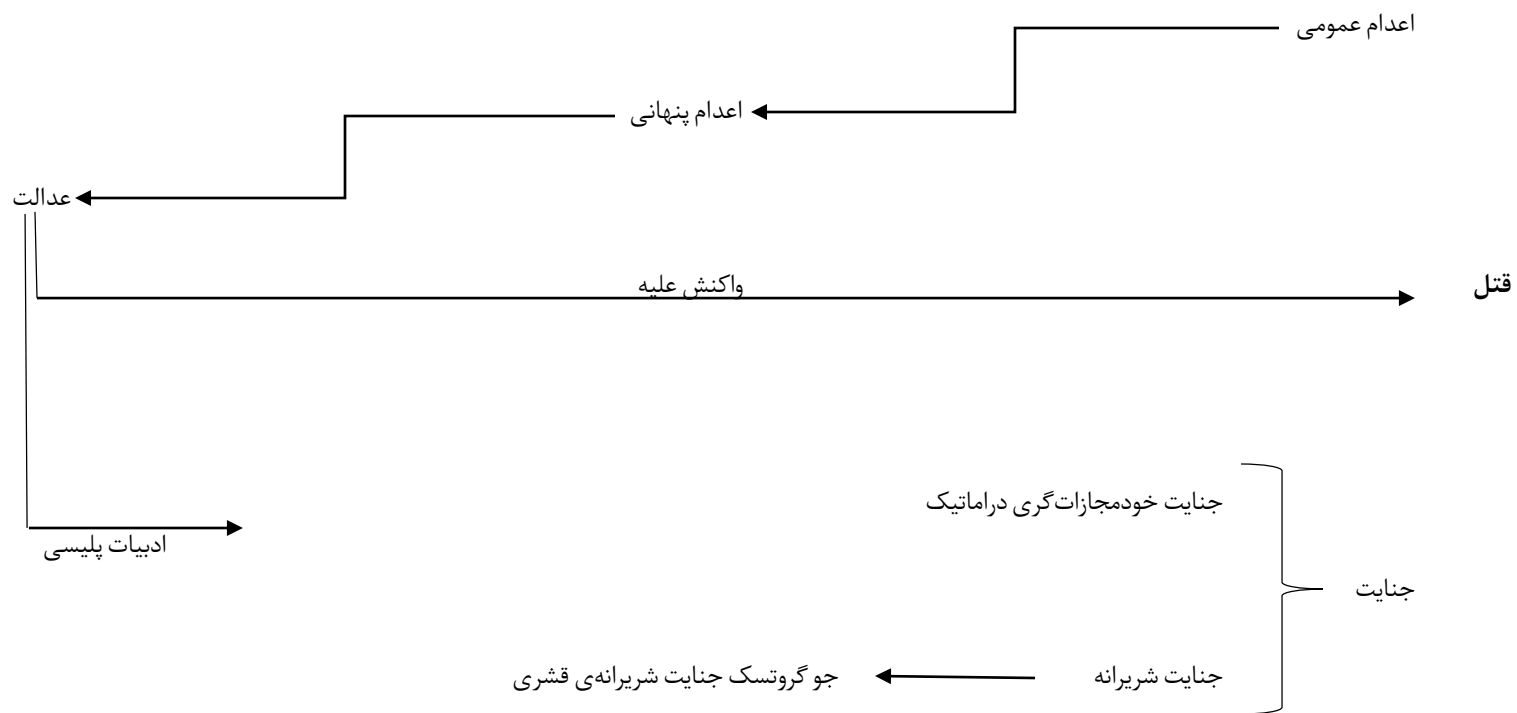 اعدام عمومی
اعدام پنهانی
عدالت
واکنش علیه
قتل
جنایت خودمجازات‌گری دراماتیک
ادبیات پلیسی
جنایت
جنایت شریرانه
جو گروتسک جنایت شریرانه‌ی قشری